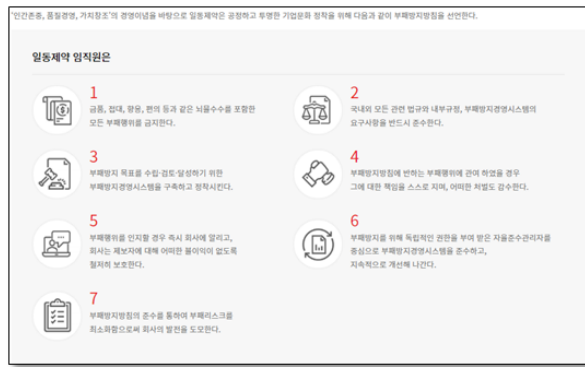 '인간존중, 품질경영, 가치창조'의 경영이념을 바탕으로 일동제약은 공정하고 투명한 기업문화 정착을 위해 다음과 같이 부패방지방침을 선언한다.
일동제약 임직원은
1
금품, 접대, 향응, 편의 등과 같은 뇌물수수를 포함한
모든 부패행위를 금지한다.
2
국내외 모든 관련 법규와 내부규정, 부패방지경영시스템의
요구사항을 반드시 준수한다.
3
부패방지 목표를 수립·검토·달성하기 위한
부패방지경영시스템을 구축하고 정착시킨다.
4
부패방지방침에 반하는 부패행위에 관여 하였을 경우
그에 대한 책임을 스스로 지며, 어떠한 처벌도 감수한다.
5
부패행위를 인지할 경우 즉시 회사에 알리고,
회사는 제보자에 대해 어떠한 불이익이 없도록
철저히 보호한다.
6
부패방지를 위해 독립적인 권한을 부여 받은 자율준수관리자를
중심으로 부패방지경영시스템을 준수하고,
지속적으로 개선해 나간다.
7
부패방지방침의 준수를 통하여 부패리스크를
최소화함으로써 회사의 발전을 도모한다.